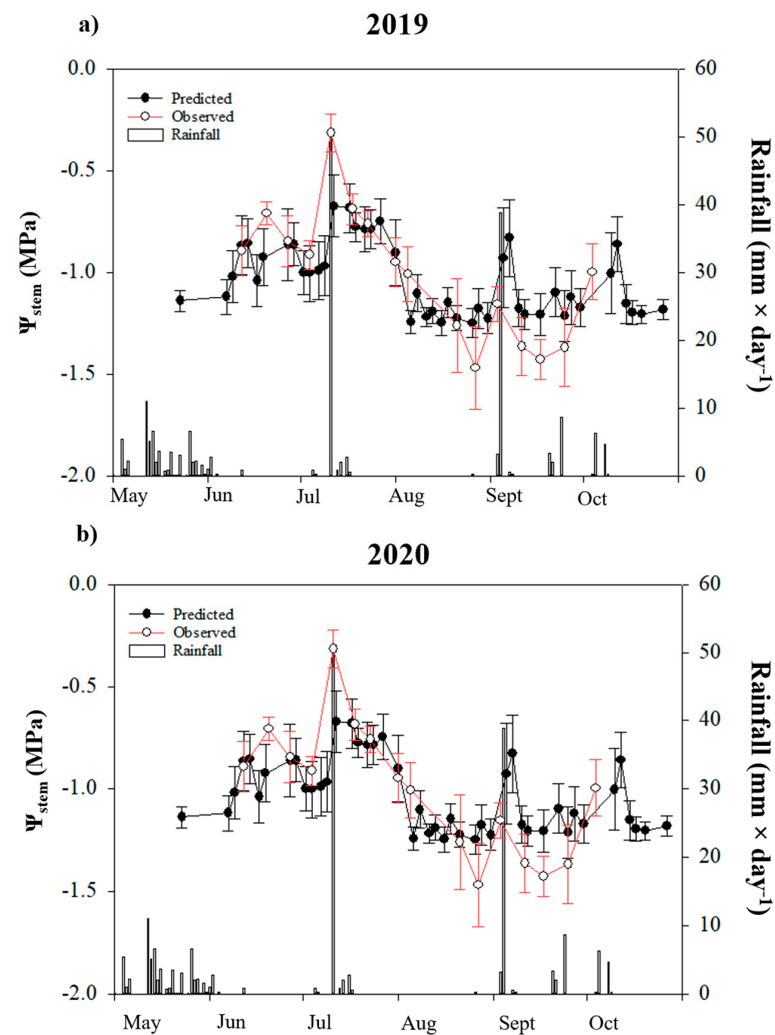 a)
2019
0.0
-0.5
-1.0
-1.5
-2.0
Ψstem (MPa)
Predicted
Observed
Rainfall
60
50
40
30
20
10
0
Rainfall
(mm × day-1)
May Jun Jul Aug Sept Oct
b)
2020
0.0
-0.5
-1.0
-1.5
-2.0
Ψstem (MPa)
Predicted
Observed
Rainfall
60
50
40
30
20
10
0
Rainfall
(mm × day-1)
May Jun Jul Aug Sept Oct